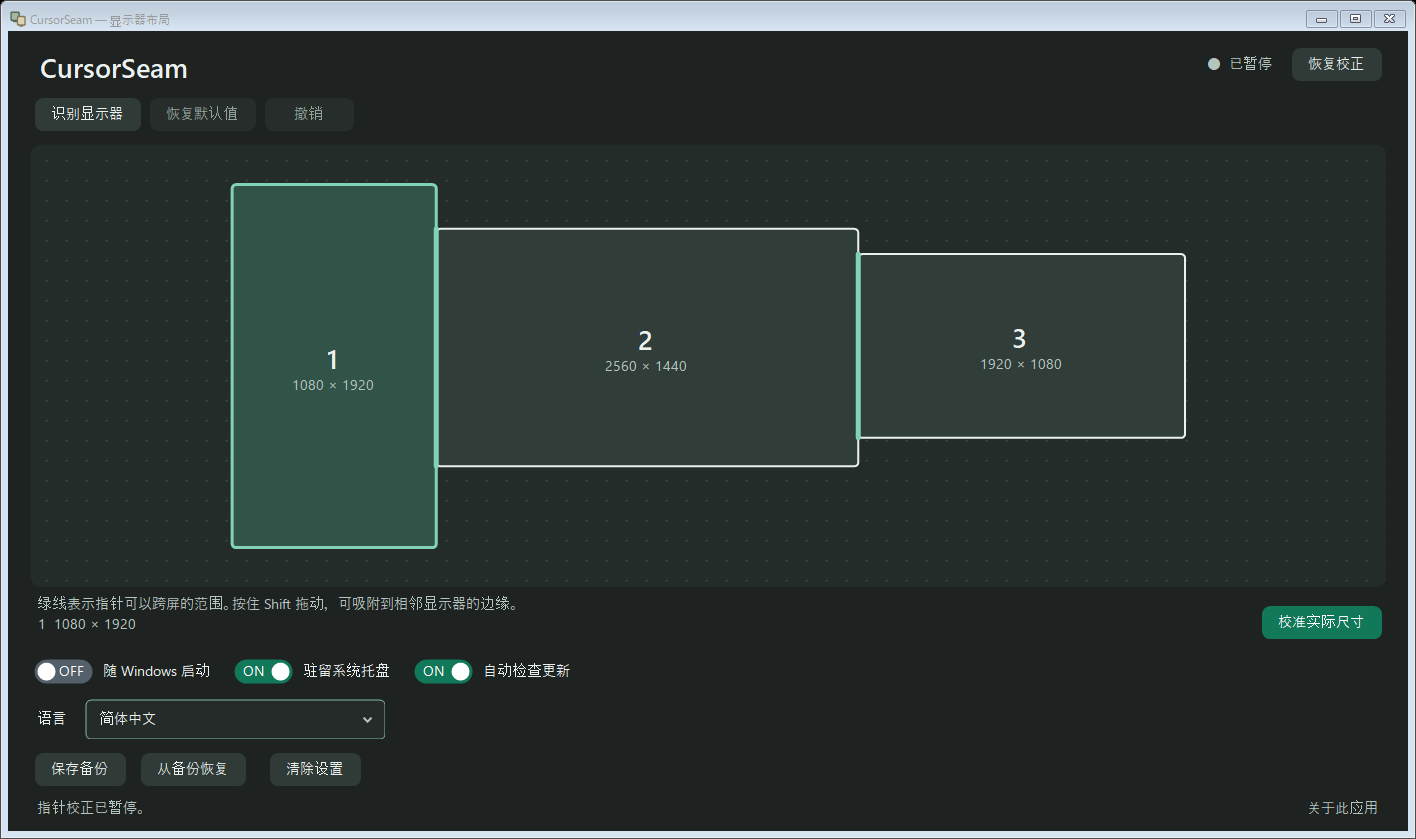 CursorSeam — 显示器布局
CursorSeam
已暂停
恢复校正
识别显示器
恢复默认值
撤销
1
1080 × 1920
2
2560 × 1440
3
1920 × 1080
绿线表示指针可以跨屏的范围。按住 Shift 拖动，可吸附到相邻显示器的边缘。
1 1080 × 1920
校准实际尺寸
OFF 随 Windows 启动
ON 驻留系统托盘
ON 自动检查更新
语言
简体中文
保存备份
从备份恢复
清除设置
指针校正已暂停。
关于此应用